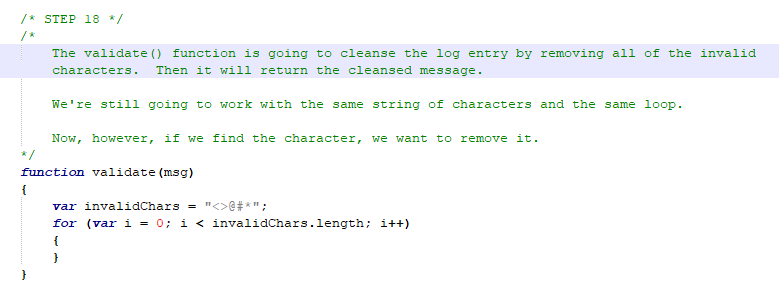 /* STEP 18 */
/*
The validate() function is going to cleanse the log entry by removing all of the invalid
characters.  Then it will return the cleansed message.
We're still going to work with the same string of characters and the same loop.
Now, however, if we find the character, we want to remove it.
*/
function validate(msg)
{
var invalidChars = "<>@#*";
for (var i = 0; i < invalidChars.length; i++)
{
}
}